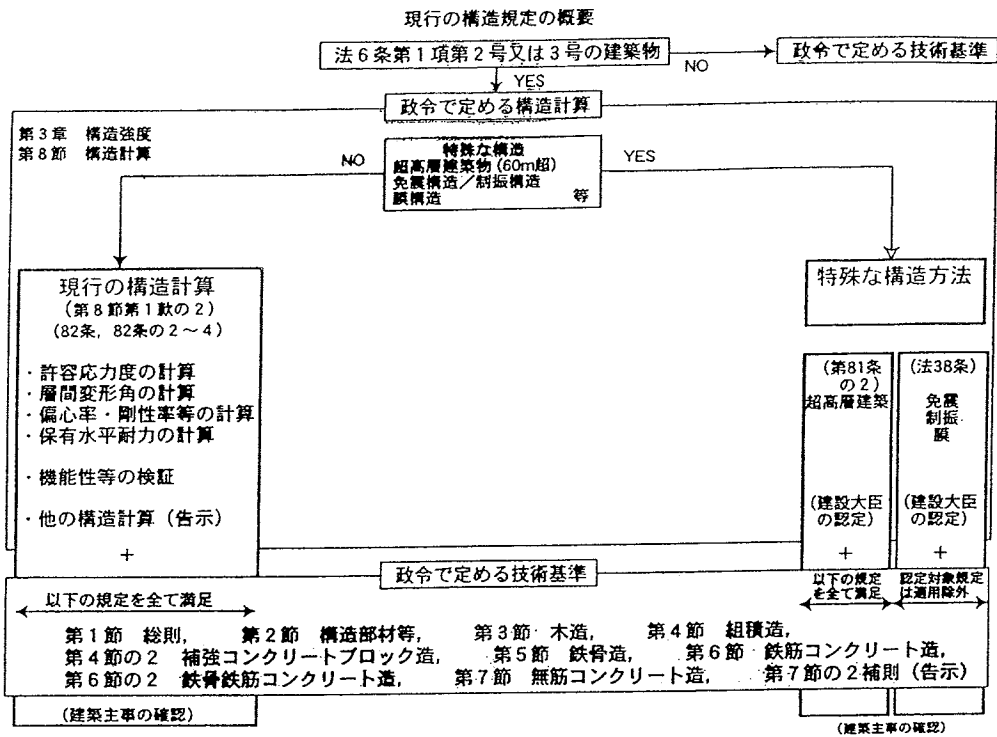 現行の構造規定の概要
法6条第1項第2号又は3号の建築物
NO
政令で定める技術基準
YES
政令で定める構造計算
第3章 構造強度
第8節 構造計算
NO
特殊な構造
超高層建築物(60m超)
免震構造/制振構造
膜構造 等
YES
現行の構造計算
(第8節第1款の2)
(82条, 82条の2~4)
・許容応力度の計算
・層間変形角の計算
・偏心率・剛性率等の計算
・保有水平耐力の計算
・機能性等の検証
・他の構造計算(告示)
+
特殊な構造方法
(第81条
の2)
超高層建築
(建設大臣
の認定)
+
(法38条)
免震
制振
膜
(建設大臣
の認定)
+
政令で定める技術基準
以下の規定を全て満足
以下の規定
を全て満足
認定対象規定
は適用除外
第1節 総則, 第2節 構造部材等, 第3節 木造, 第4節 組積造,
第4節の2 補強コンクリートブロック造, 第5節 鉄骨造, 第6節 鉄筋コンクリート造,
第6節の2 鉄骨鉄筋コンクリート造, 第7節 無筋コンクリート造, 第7節の2補則(告示)
(建築主事の確認)
(建築主事の確認)